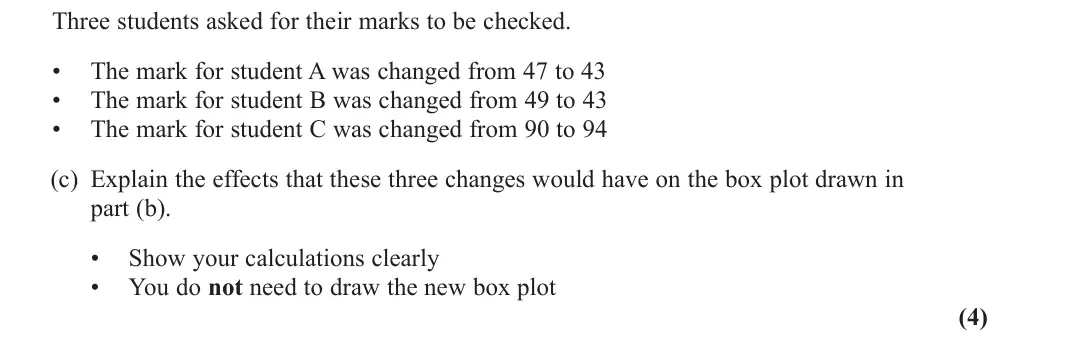 Three students asked for their marks to be checked.
• The mark for student A was changed from 47 to 43
• The mark for student B was changed from 49 to 43
• The mark for student C was changed from 90 to 94
(c) Explain the effects that these three changes would have on the box plot drawn in
part (b).
• Show your calculations clearly
• You do not need to draw the new box plot
(4)